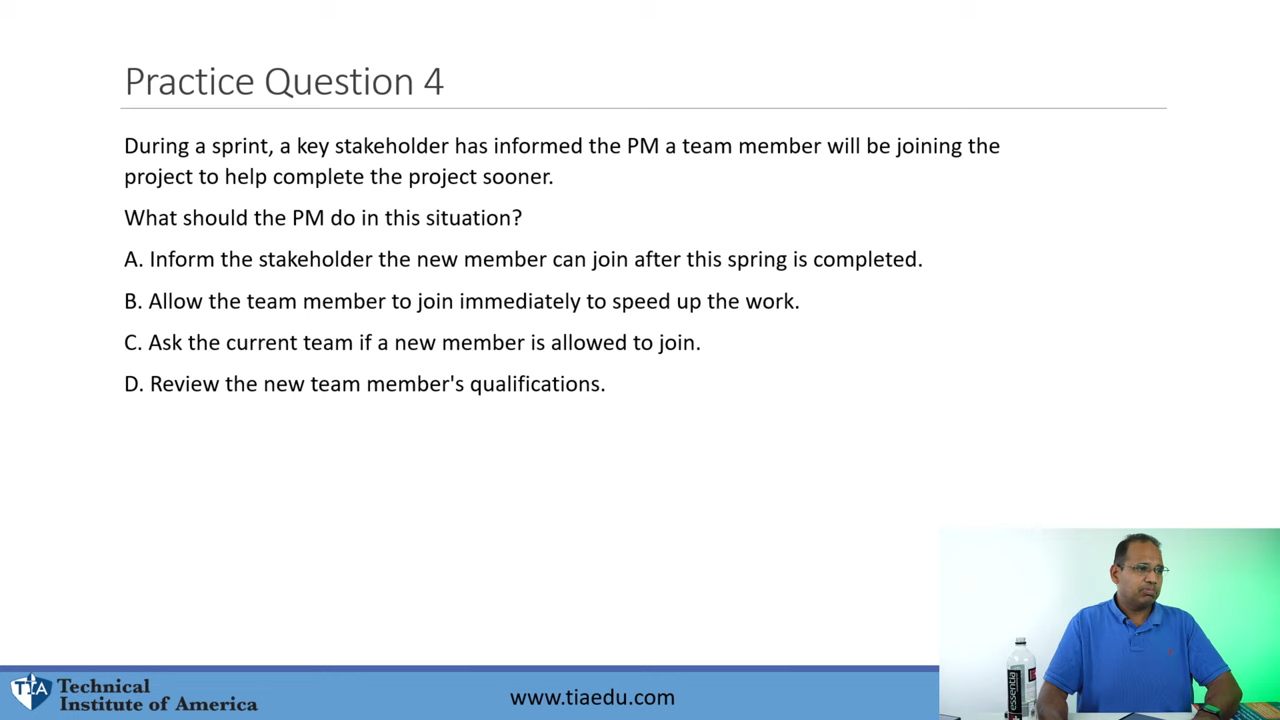 Practice Question 4
During a sprint, a key stakeholder has informed the PM a team member will be joining the
project to help complete the project sooner.
What should the PM do in this situation?
A. Inform the stakeholder the new member can join after this spring is completed.
B. Allow the team member to join immediately to speed up the work.
C. Ask the current team if a new member is allowed to join.
D. Review the new team member's qualifications.
TIA
Technical
Institute of America
www.tiaedu.com
essentia